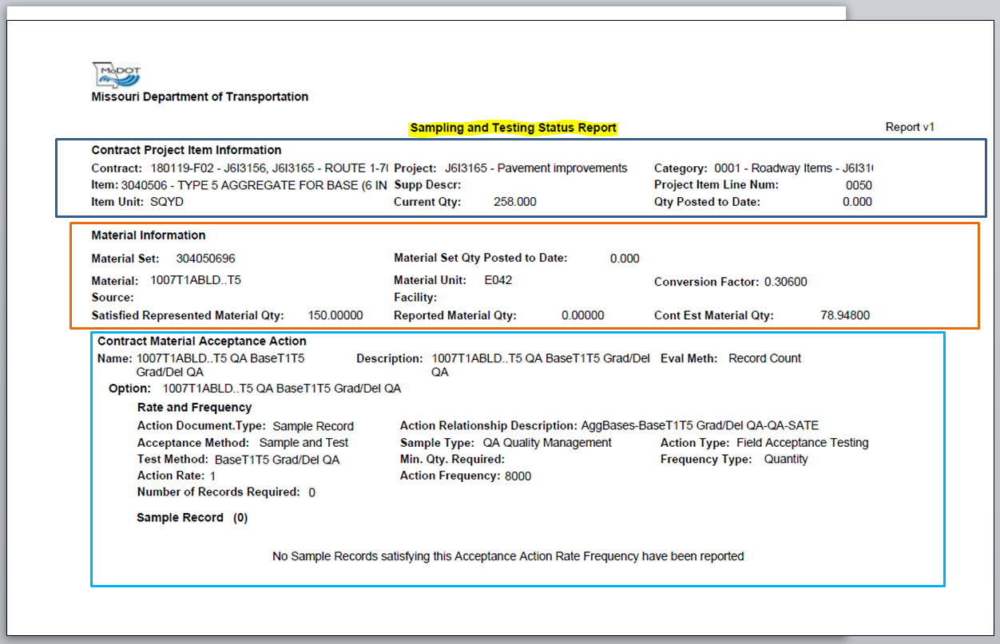 MoDOT
Missouri Department of Transportation
Sampling and Testing Status Report Report v1
Contract Project Item Information
Contract: 180119-F02 - J6I3156, J6I3165 - ROUTE 1-70 Project: J6I3165 - Pavement improvements Category: 0001 - Roadway Items - J6I31
Item: 3040506 - TYPE 5 AGGREGATE FOR BASE (6 IN Supp Descr: Project Item Line Num: 0050
Item Unit: SQYD Current Qty: 258.000 Qty Posted to Date: 0.000
Material Information
Material Set: 304050696 Material Set Qty Posted to Date: 0.000
Material: 1007T1ABLD..T5 Material Unit: E042 Conversion Factor: 0.30600
Source: Facility:
Satisfied Represented Material Qty: 150.00000 Reported Material Qty: 0.00000 Cont Est Material Qty: 78.94800
Contract Material Acceptance Action
Name: 1007T1ABLD..T5 QA BaseT1T5 Description: 1007T1ABLD..T5 QA BaseT1T5 Grad/Del Eval Meth: Record Count
Grad/Del QA QA
Option: 1007T1ABLD..T5 QA BaseT1T5 Grad/Del QA
Rate and Frequency
Action Document.Type: Sample Record Action Relationship Description: AggBases-BaseT1T5 Grad/Del QA-QA-SATE
Acceptance Method: Sample and Test Sample Type: QA Quality Management Action Type: Field Acceptance Testing
Test Method: BaseT1T5 Grad/Del QA Min. Qty. Required: Frequency Type: Quantity
Action Rate: 1 Action Frequency: 8000
Number of Records Required: 0
Sample Record (0)
No Sample Records satisfying this Acceptance Action Rate Frequency have been reported